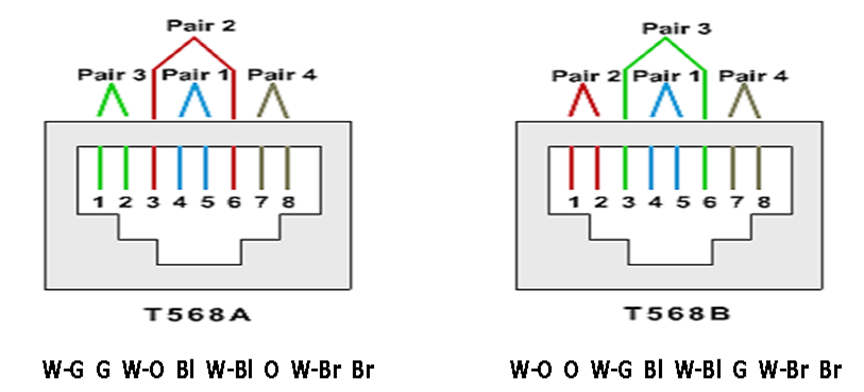 Pair 2
Pair 3 Pair 1 Pair 4
1 2 3 4 5 6 7 8
T568A
W-G G W-O Bl W-Bl O W-Br Br
Pair 3
Pair 2 Pair 1 Pair 4
1 2 3 4 5 6 7 8
T568B
W-O O W-G Bl W-Bl G W-Br Br